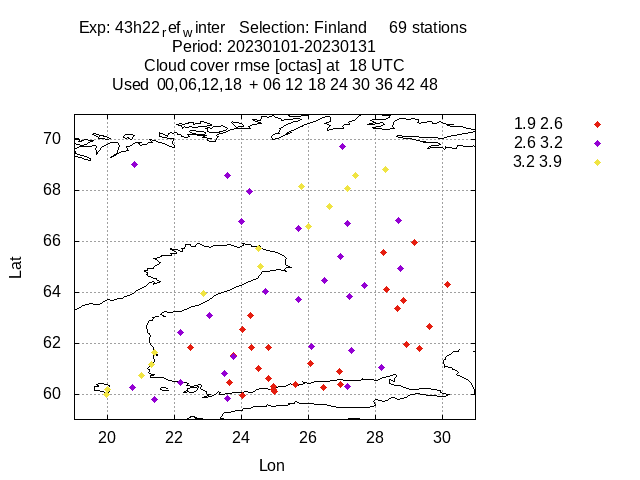 Exp: 43h22refwinter Selection: Finland 69 stations
Period: 20230101-20230131
Cloud cover rmse [octas] at 18 UTC
Used 00,06,12,18 + 06 12 18 24 30 36 42 48
1.9 2.6
2.6 3.2
3.2 3.9
70
68
66
64
62
60
Lat
20 22 24 26 28 30
Lon